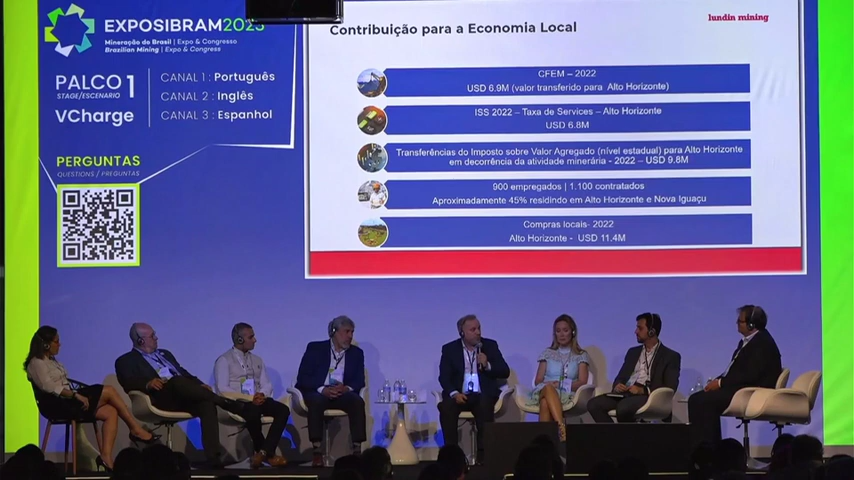 EXPOSIBRAM2023
Mineração do Brasil | Expo & Congresso
Brazilian Mining | Expo & Congress
PALCO 1
STAGE/ESCENARIO
VCharge
CANAL 1 : Português
CANAL 2 : Inglês
CANAL 3 : Espanhol
PERGUNTAS
QUESTIONS / PREGUNTAS
lundin mining
Contribuição para a Economia Local
CFEM – 2022
USD 6.9M (valor transferido para Alto Horizonte)
ISS 2022 – Taxa de Services – Alto Horizonte
USD 6.8M
Transferências do Imposto sobre Valor Agregado (nível estadual) para Alto Horizonte
em decorrência da atividade minerária - 2022 – USD 9.8M
900 empregados | 1.100 contratados
Aproximadamente 45% residindo em Alto Horizonte e Nova Iguaçu
Compras locais- 2022
Alto Horizonte - USD 11.4M